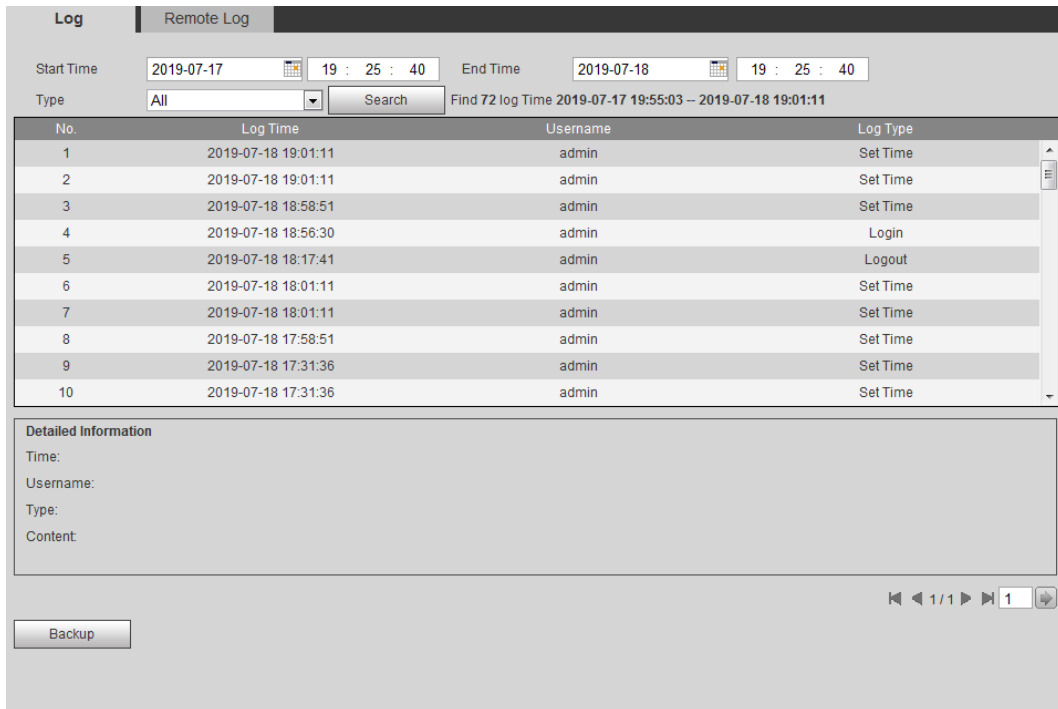 Log Remote Log
Start Time 2019-07-17 19 : 25 : 40 End Time 2019-07-18 19 : 25 : 40
Type All Search Find 72 log Time 2019-07-17 19:55:03 -- 2019-07-18 19:01:11
No. Log Time Username Log Type
1 2019-07-18 19:01:11 admin Set Time
2 2019-07-18 19:01:11 admin Set Time
3 2019-07-18 18:58:51 admin Set Time
4 2019-07-18 18:56:30 admin Login
5 2019-07-18 18:17:41 admin Logout
6 2019-07-18 18:01:11 admin Set Time
7 2019-07-18 18:01:11 admin Set Time
8 2019-07-18 17:58:51 admin Set Time
9 2019-07-18 17:31:36 admin Set Time
10 2019-07-18 17:31:36 admin Set Time
Detailed Information
Time:
Username:
Type:
Content:
1 / 1 1
Backup